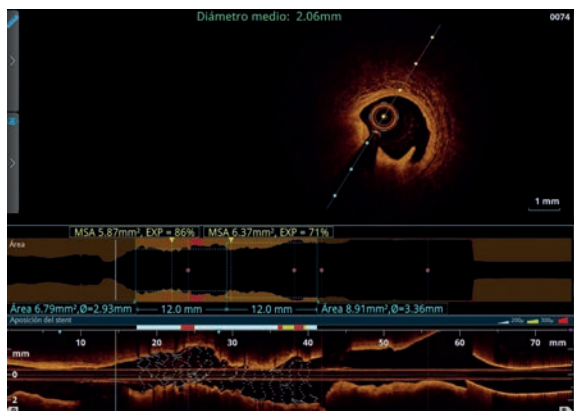 Diámetro medio: 2.06mm
0074
1 mm
MSA 5.87mm², EXP = 86% MSA 6.37mm², EXP = 71%
Área
Área 6.79mm²,Ø=2.93mm 12.0 mm 12.0 mm Área 8.91mm²,Ø=3.36mm
Aposición del stent 200µ 300µ
mm 10 20 30 40 50 60 70 mm
0
2